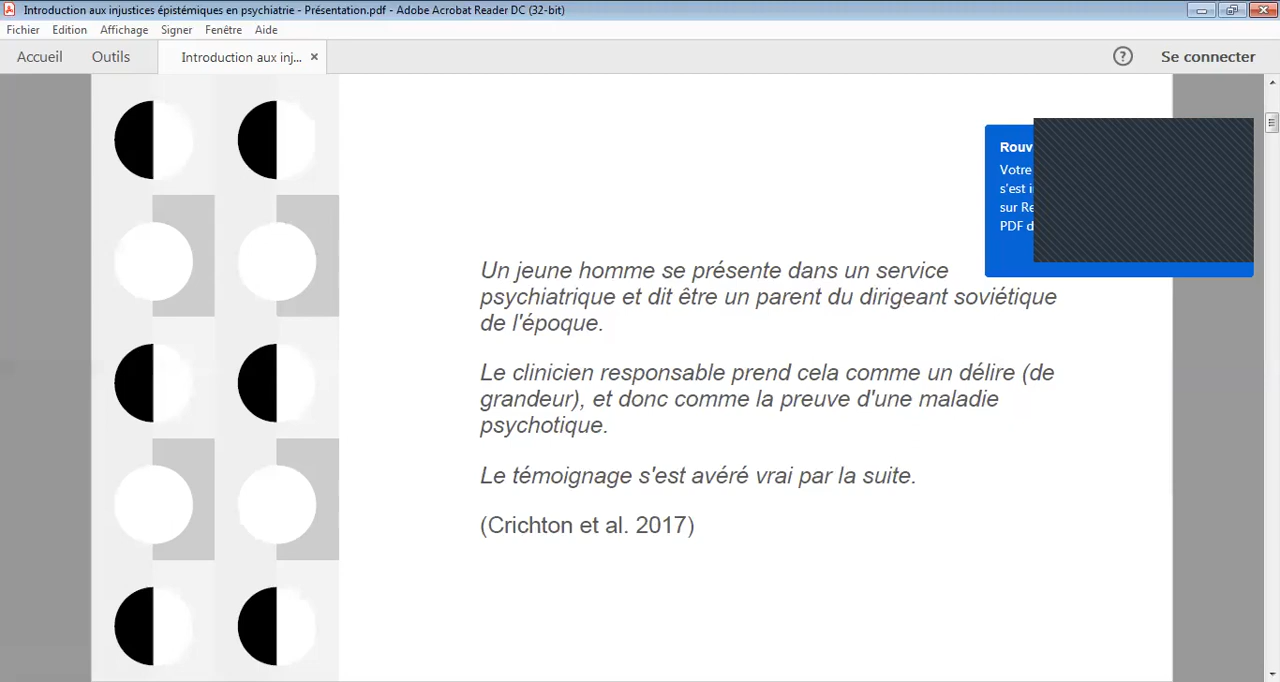 Introduction aux injustices épistémiques en psychiatrie - Présentation.pdf - Adobe Acrobat Reader DC (32-bit)
Fichier Edition Affichage Signer Fenêtre Aide
Accueil Outils Introduction aux inj... × ? Se connecter
Rouv
Votre
s'est i
sur Re
PDF d
Un jeune homme se présente dans un service
psychiatrique et dit être un parent du dirigeant soviétique
de l'époque.
Le clinicien responsable prend cela comme un délire (de
grandeur), et donc comme la preuve d'une maladie
psychotique.
Le témoignage s'est avéré vrai par la suite.
(Crichton et al. 2017)